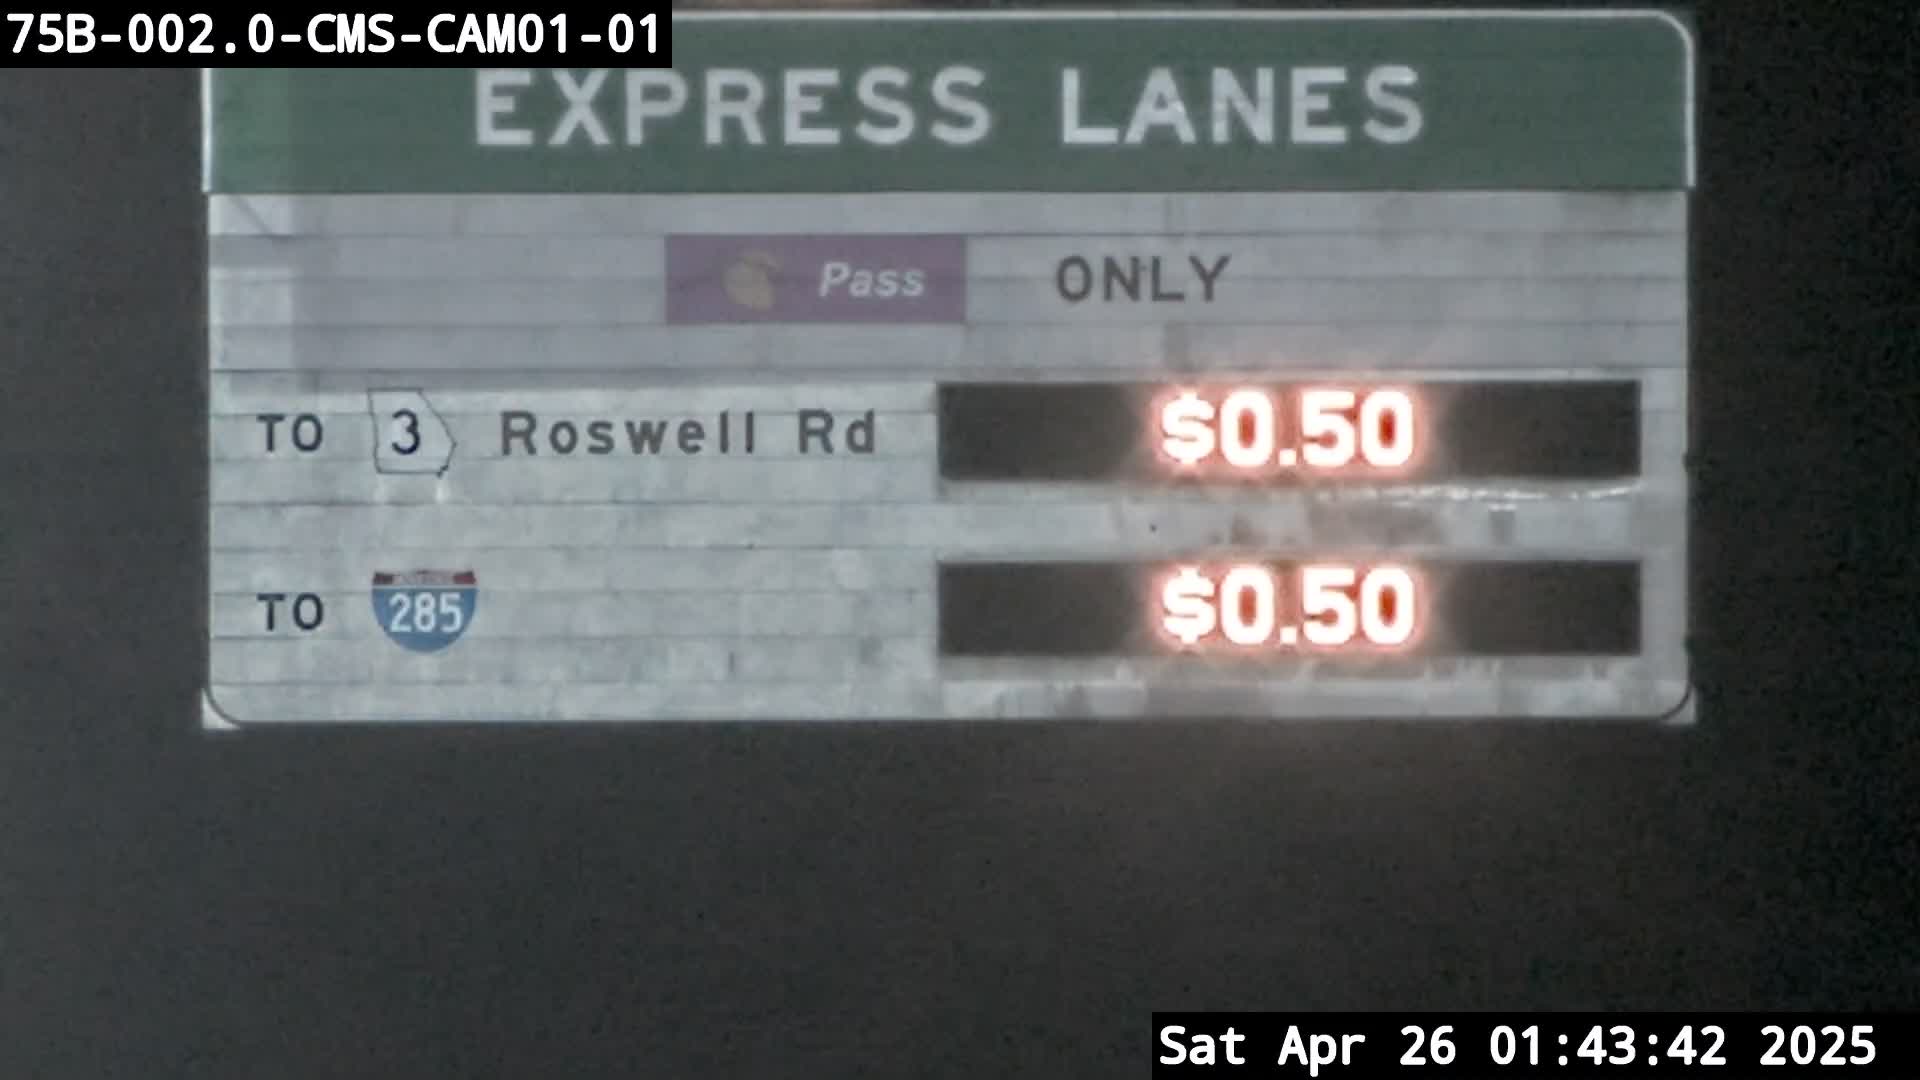 75B-002.0-CMS-CAM01-01
EXPRESS LANES
Pass ONLY
TO 3 Roswell Rd $0.50
TO 285 $0.50
Sat Apr 26 01:43:42 2025